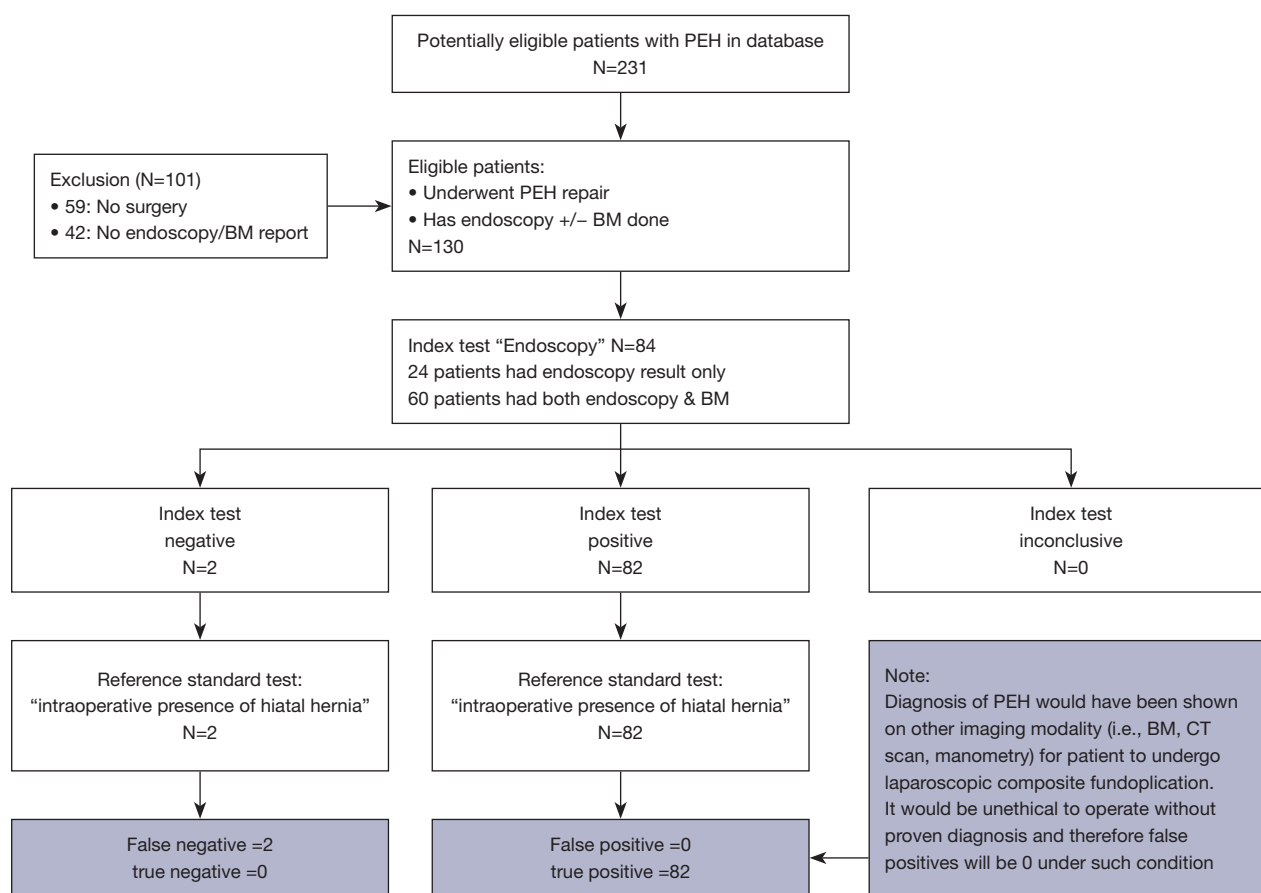 Potentially eligible patients with PEH in database
N=231
Exclusion (N=101)
• 59: No surgery
• 42: No endoscopy/BM report
Eligible patients:
• Underwent PEH repair
• Has endoscopy +/− BM done
N=130
Index test “Endoscopy” N=84
24 patients had endoscopy result only
60 patients had both endoscopy & BM
Index test
negative
N=2
Index test
positive
N=82
Index test
inconclusive
N=0
Reference standard test:
“intraoperative presence of hiatal hernia”
N=2
Reference standard test:
“intraoperative presence of hiatal hernia”
N=82
Note:
Diagnosis of PEH would have been shown
on other imaging modality (i.e., BM, CT
scan, manometry) for patient to undergo
laparoscopic composite fundoplication.
It would be unethical to operate without
proven diagnosis and therefore false
positives will be 0 under such condition
False negative =2
true negative =0
False positive =0
true positive =82